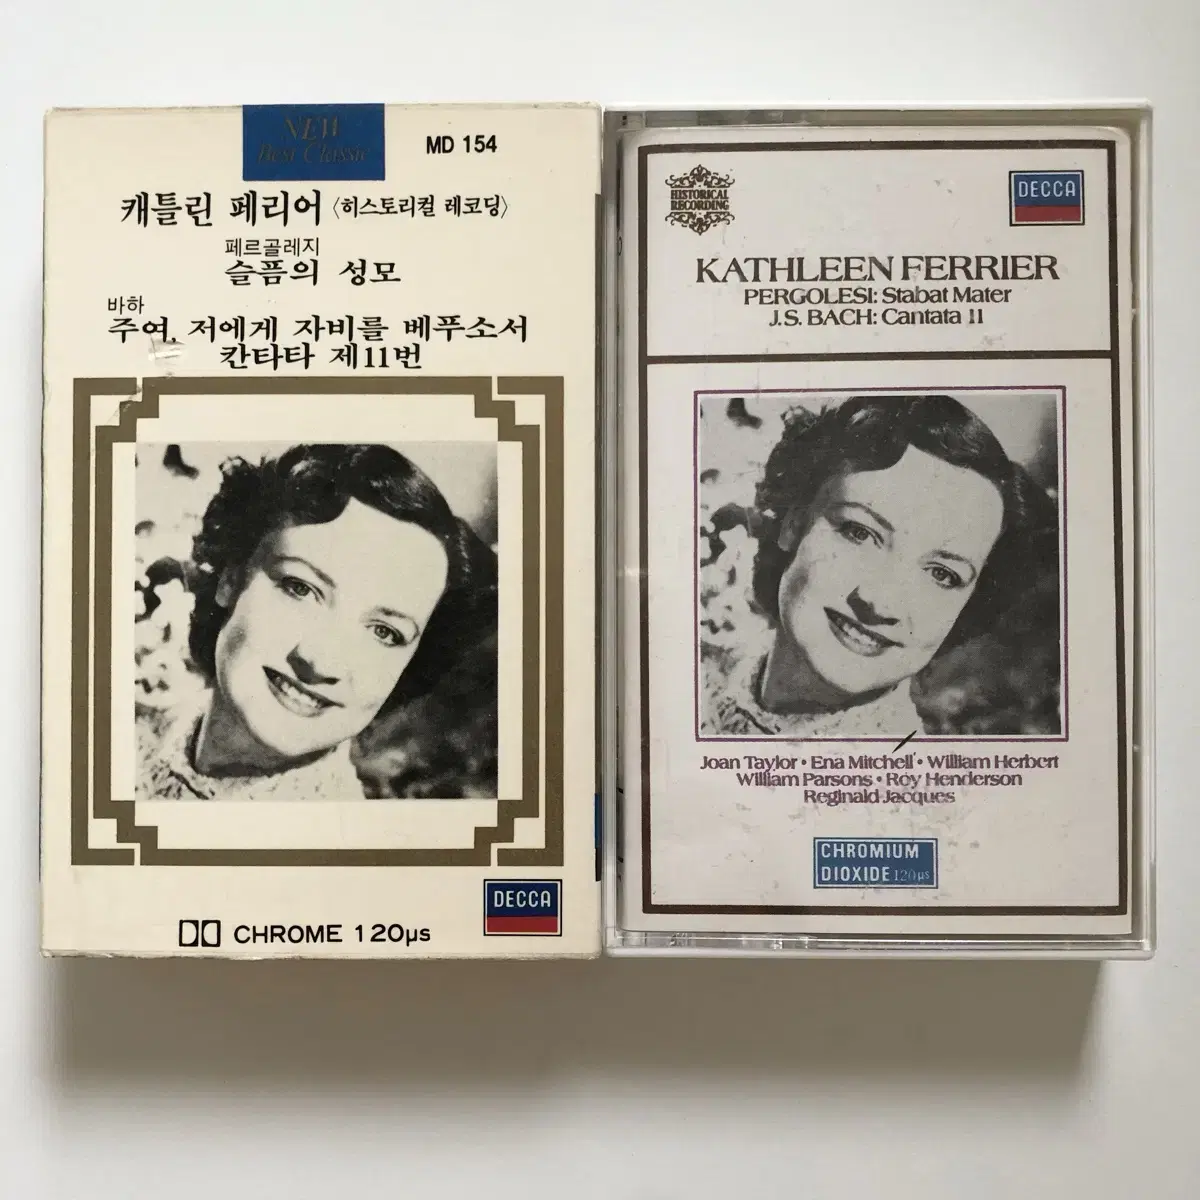 NEW
Best Classic
MD 154
캐틀린 페리어 〈히스토리컬 레코딩〉
페르골레지
슬픔의 성모
바하
주여, 저에게 자비를 베푸소서
칸타타 제11번
DECCA
CHROME 120µs
HISTORICAL
RECORDING
DECCA
KATHLEEN FERRIER
PERGOLESI: Stabat Mater
J.S. BACH: Cantata 11
Joan Taylor • Ena Mitchell • William Herbert
William Parsons • Roy Henderson
Reginald Jacques
CHROMIUM
DIOXIDE 120µs